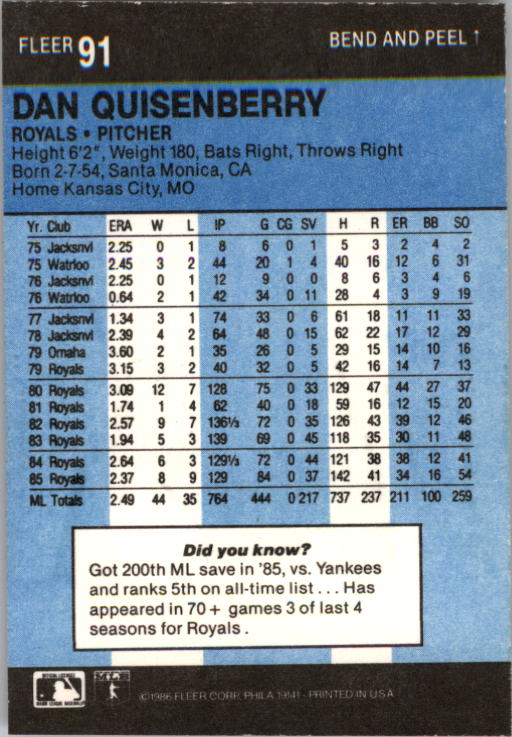 FLEER 91
BEND AND PEEL ↑
DAN QUISENBERRY
ROYALS • PITCHER
Height 6'2", Weight 180, Bats Right, Throws Right
Born 2-7-54, Santa Monica, CA
Home Kansas City, MO
Yr. Club ERA W L IP G CG SV H R ER BB SO
75 Jacksnvl 2.25 0 1 8 6 0 1 5 3 2 4 2
75 Watrloo 2.45 3 2 44 20 1 4 40 16 12 6 31
76 Jacksnvl 2.25 0 1 12 9 0 0 8 6 3 4 6
76 Watrloo 0.64 2 1 42 34 0 11 28 4 3 9 19
77 Jacksnvl 1.34 3 1 74 33 0 6 61 18 11 11 33
78 Jacksnvl 2.39 4 2 64 48 0 15 62 22 17 12 29
79 Omaha 3.60 2 1 35 26 0 5 29 15 14 10 16
79 Royals 3.15 3 2 40 32 0 5 42 16 14 7 13
80 Royals 3.09 12 7 128 75 0 33 129 47 44 27 37
81 Royals 1.74 1 4 62 40 0 18 59 16 12 15 20
82 Royals 2.57 9 7 136⅓ 72 0 35 126 43 39 12 46
83 Royals 1.94 5 3 139 69 0 45 118 35 30 11 48
84 Royals 2.64 6 3 129⅓ 72 0 44 121 38 38 12 41
85 Royals 2.37 8 9 129 84 0 37 142 41 34 16 54
ML Totals 2.49 44 35 764 444 0 217 737 237 211 100 259
Did you know?
Got 200th ML save in '85, vs. Yankees
and ranks 5th on all-time list . . . Has
appeared in 70 + games 3 of last 4
seasons for Royals .
©1986 FLEER CORP. PHILA 19141 - PRINTED IN U.S.A